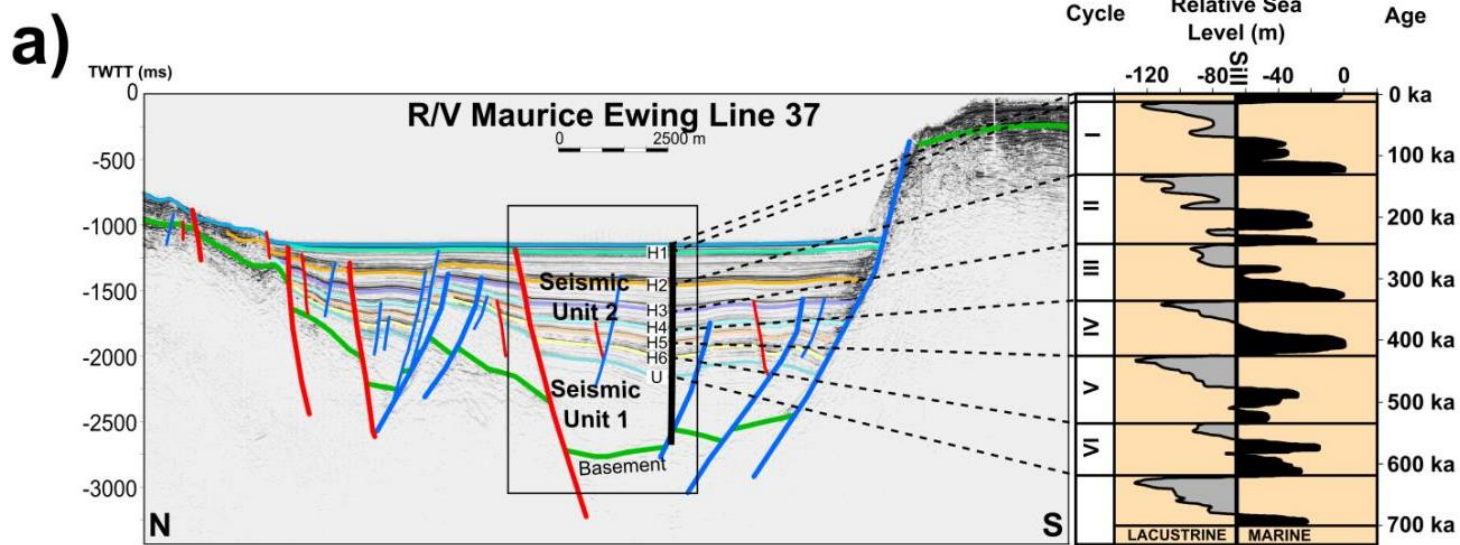 a)
TWTT (ms)
R/V Maurice Ewing Line 37
0 2500 m
0
-500
-1000
-1500
-2000
-2500
-3000
H1
H2
H3
H4
H5
H6
U
Seismic
Unit 2
Seismic
Unit 1
Basement
N
S
Cycle
Relative Sea
Level (m)
Age
-120 -80 Sill -40 0
I
II
III
IV
V
VI
0 ka
100 ka
200 ka
300 ka
400 ka
500 ka
600 ka
700 ka
LACUSTRINE MARINE